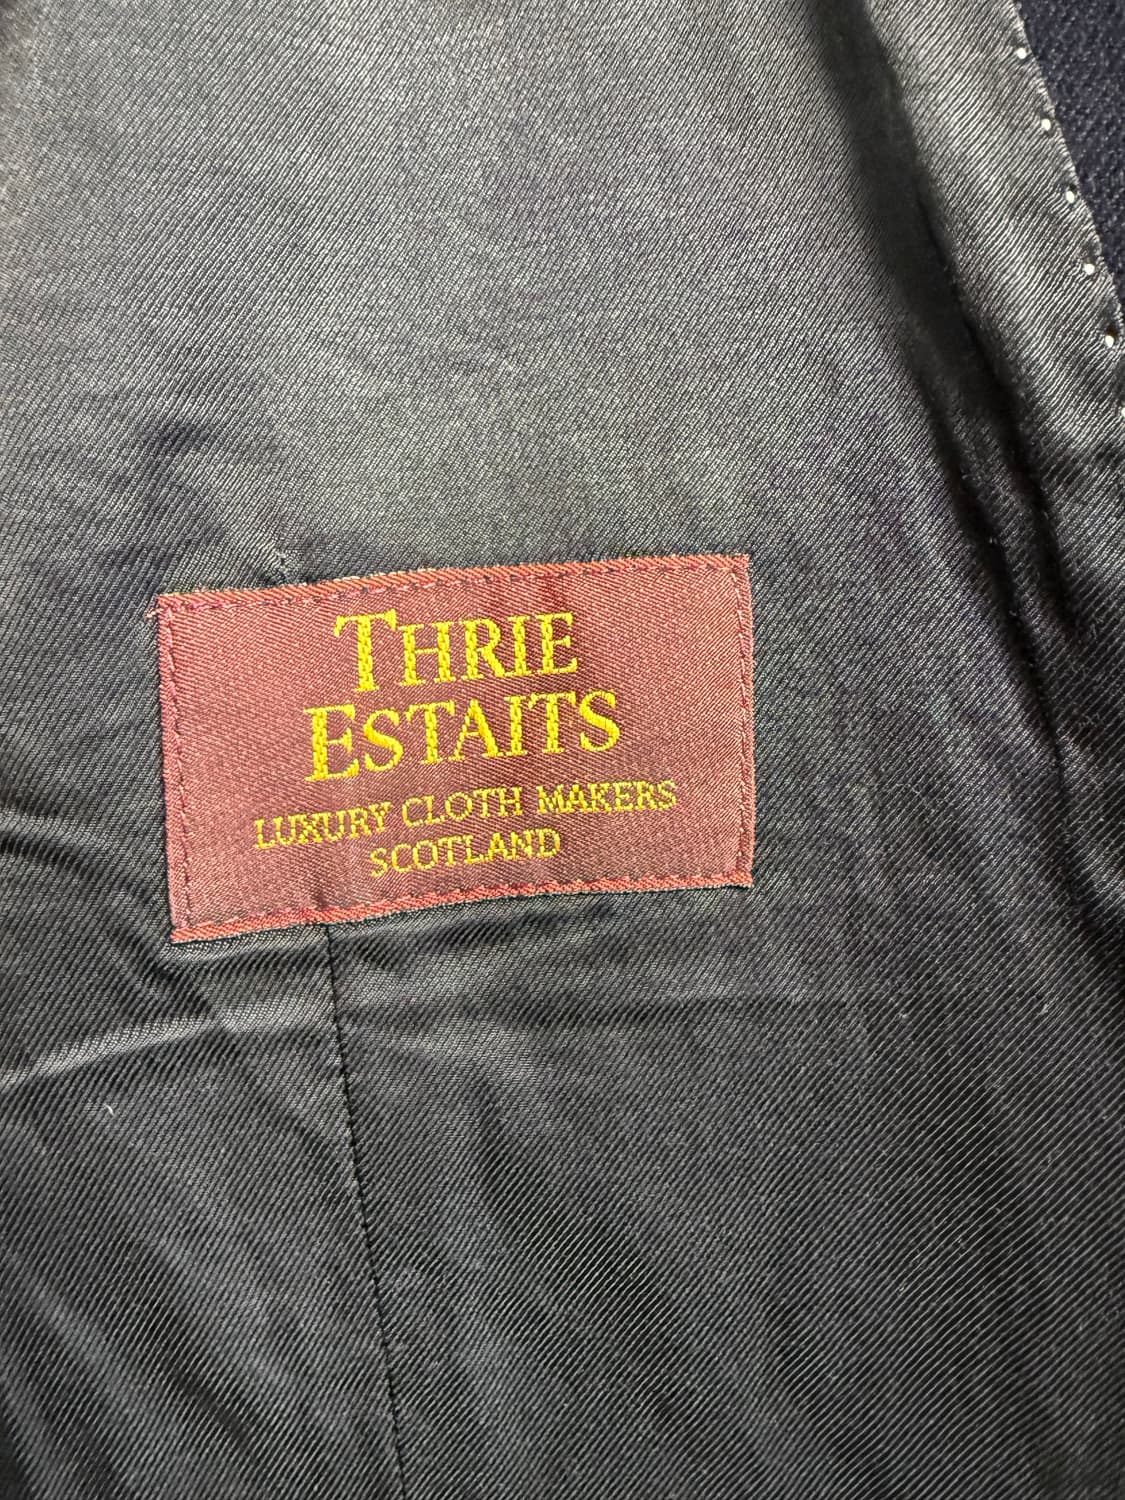 THRIE
ESTAITS
LUXURY CLOTH MAKERS
SCOTLAND